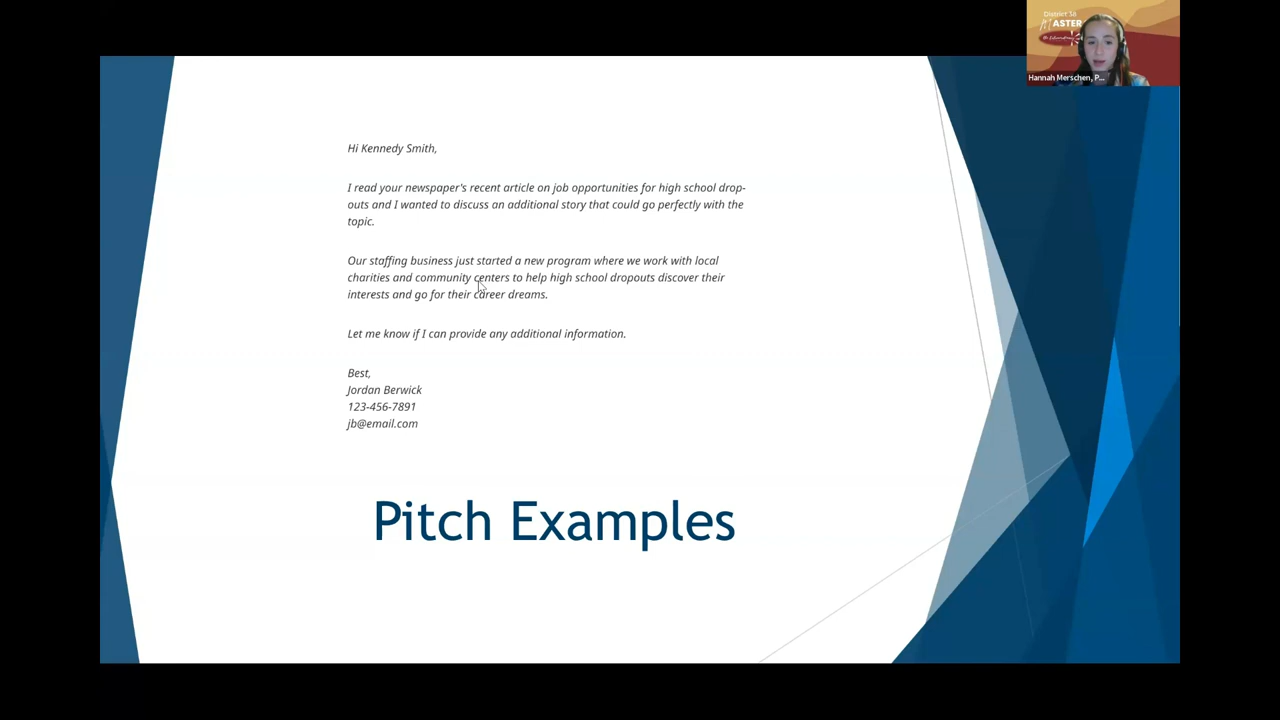 District 38
MASTER
Hannah Merschen, P...
Hi Kennedy Smith,
I read your newspaper's recent article on job opportunities for high school drop-
outs and I wanted to discuss an additional story that could go perfectly with the
topic.
Our staffing business just started a new program where we work with local
charities and community centers to help high school dropouts discover their
interests and go for their career dreams.
Let me know if I can provide any additional information.
Best,
Jordan Berwick
123-456-7891
jb@email.com
Pitch Examples